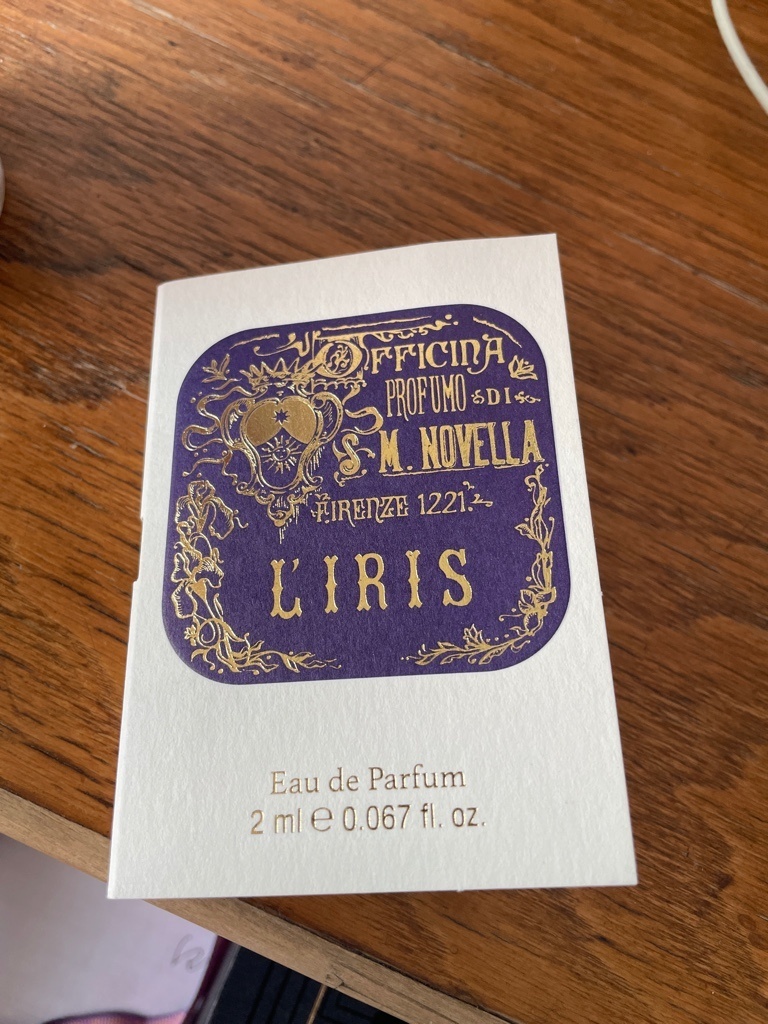 OFFICINA
PROFUMO DI
S. M. NOVELLA
FIRENZE 1221.
L'IRIS
Eau de Parfum
2 ml ℮ 0.067 fl. oz.